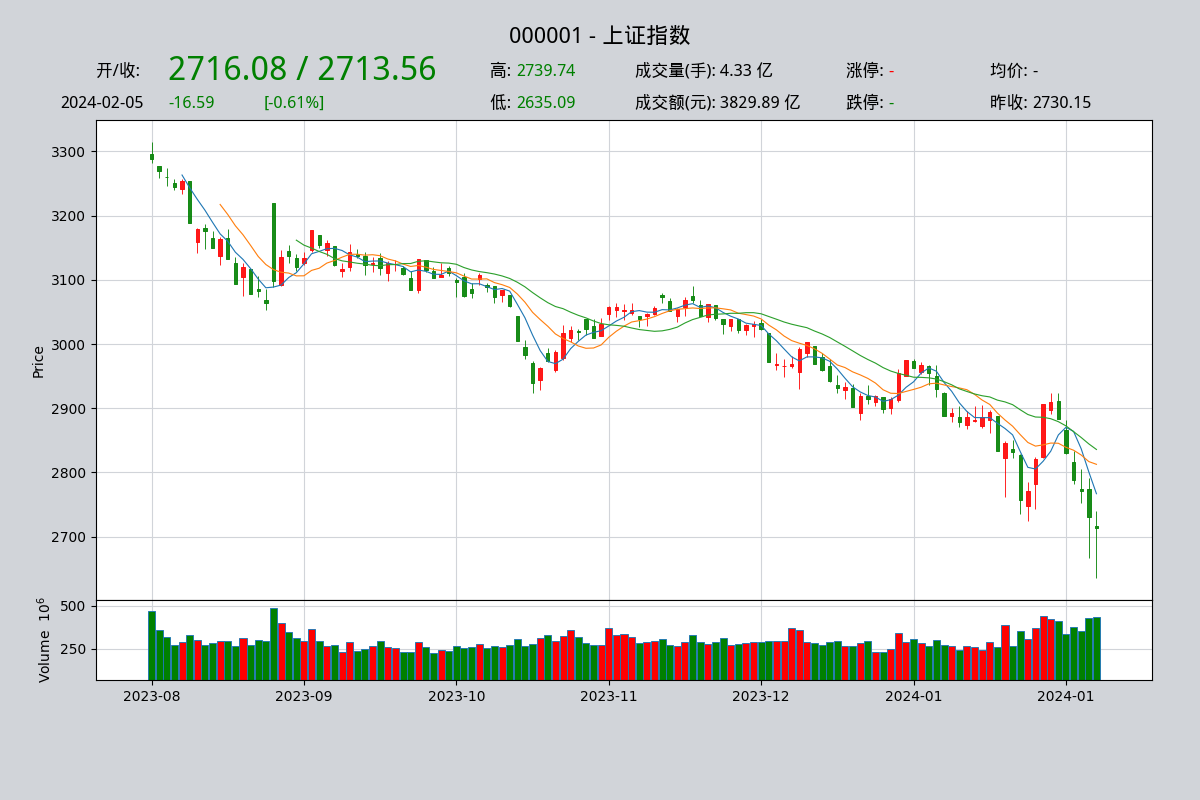 000001 - 上证指数
开/收: 2716.08 / 2713.56 高: 2739.74 成交量(手): 4.33 亿 涨停: - 均价: -
2024-02-05 -16.59 [-0.61%] 低: 2635.09 成交额(元): 3829.89 亿 跌停: - 昨收: 2730.15
3300
3200
3100
3000
2900
2800
2700
Price
500
250
Volume 10⁶
2023-08 2023-09 2023-10 2023-11 2023-12 2024-01 2024-01